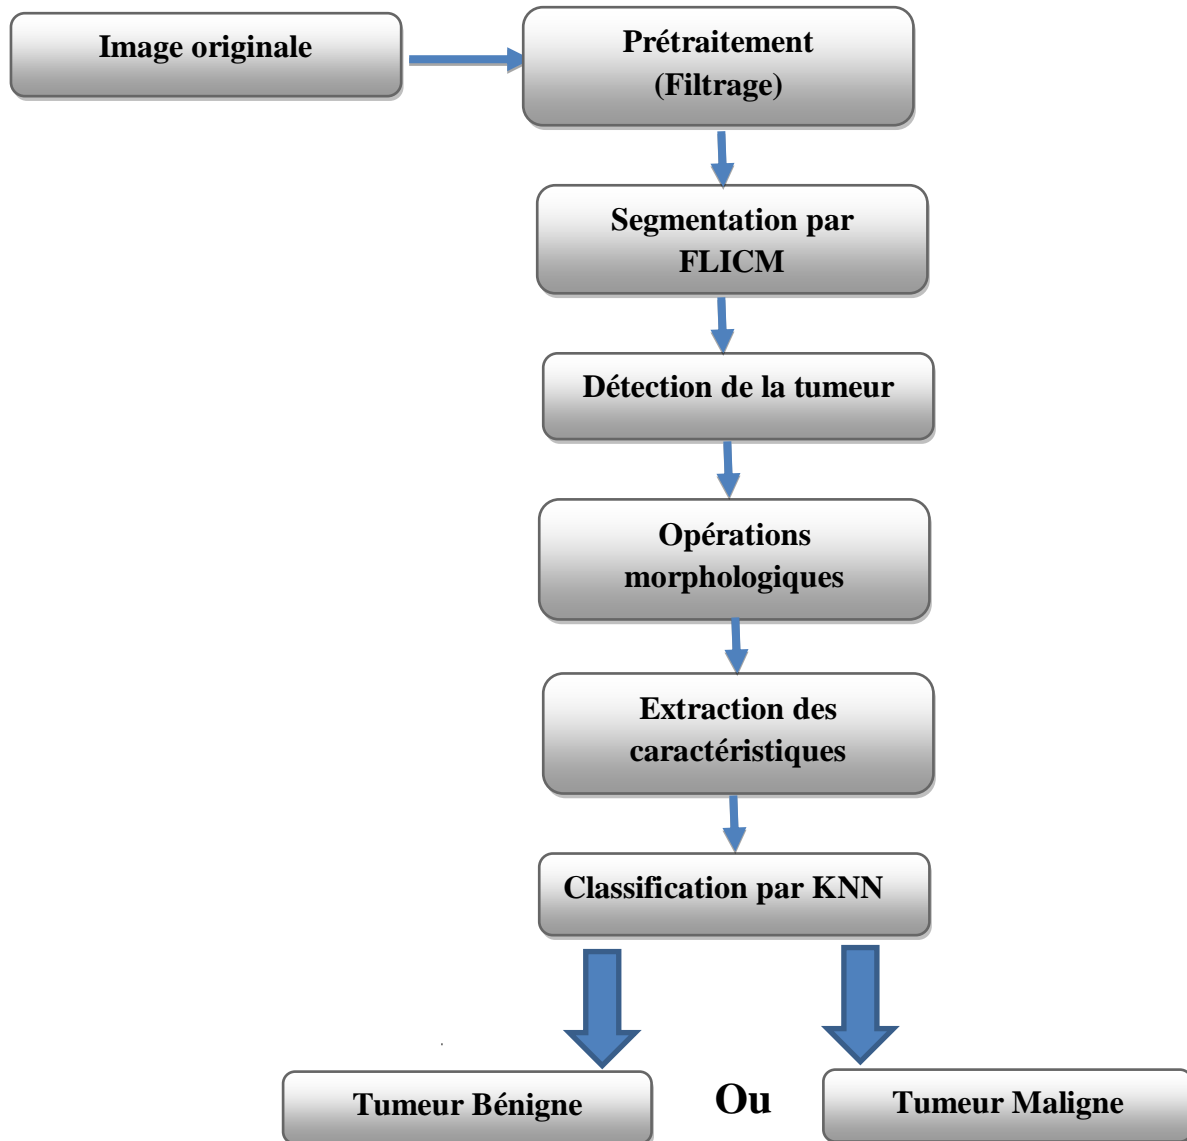 Image originale
Prétraitement
(Filtrage)
Segmentation par
FLICM
Détection de la tumeur
Opérations
morphologiques
Extraction des
caractéristiques
Classification par KNN
Tumeur Bénigne
Ou
Tumeur Maligne